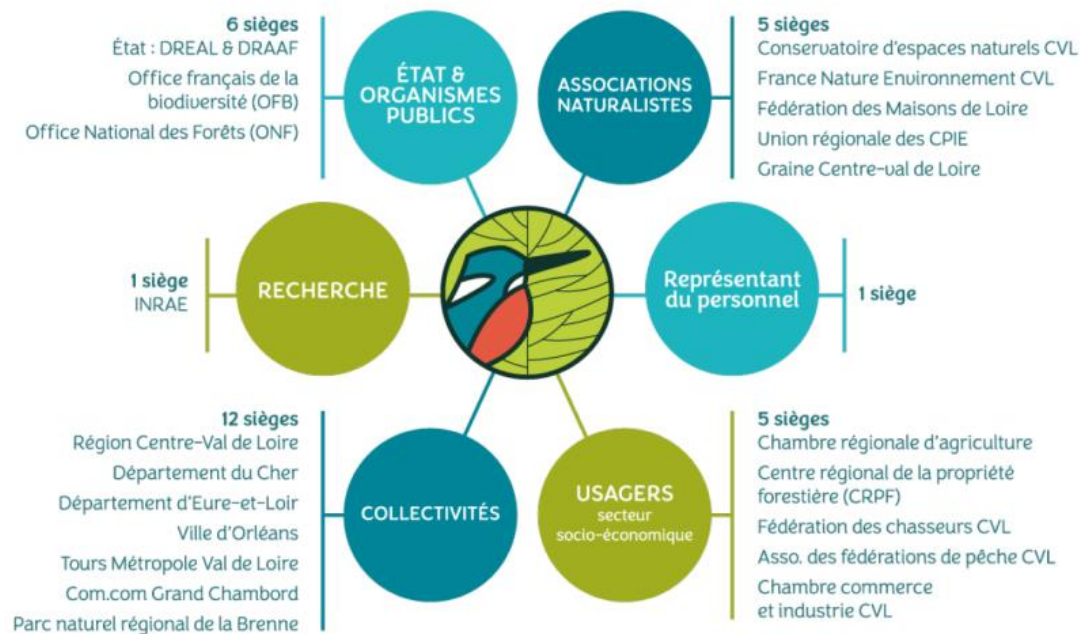 6 sièges
État : DREAL & DRAAF
Office français de la
biodiversité (OFB)
Office National des Forêts (ONF)
ÉTAT &
ORGANISMES
PUBLICS
ASSOCIATIONS
NATURALISTES
5 sièges
Conservatoire d'espaces naturels CVL
France Nature Environnement CVL
Fédération des Maisons de Loire
Union régionale des CPIE
Graine Centre-val de Loire
1 siège
INRAE
RECHERCHE
Représentant
du personnel
1 siège
12 sièges
Région Centre-Val de Loire
Département du Cher
Département d'Eure-et-Loir
Ville d'Orléans
Tours Métropole Val de Loire
Com.com Grand Chambord
Parc naturel régional de la Brenne
COLLECTIVITÉS
USAGERS
secteur
socio-économique
5 sièges
Chambre régionale d'agriculture
Centre régional de la propriété
forestière (CRPF)
Fédération des chasseurs CVL
Asso. des fédérations de pêche CVL
Chambre commerce
et industrie CVL